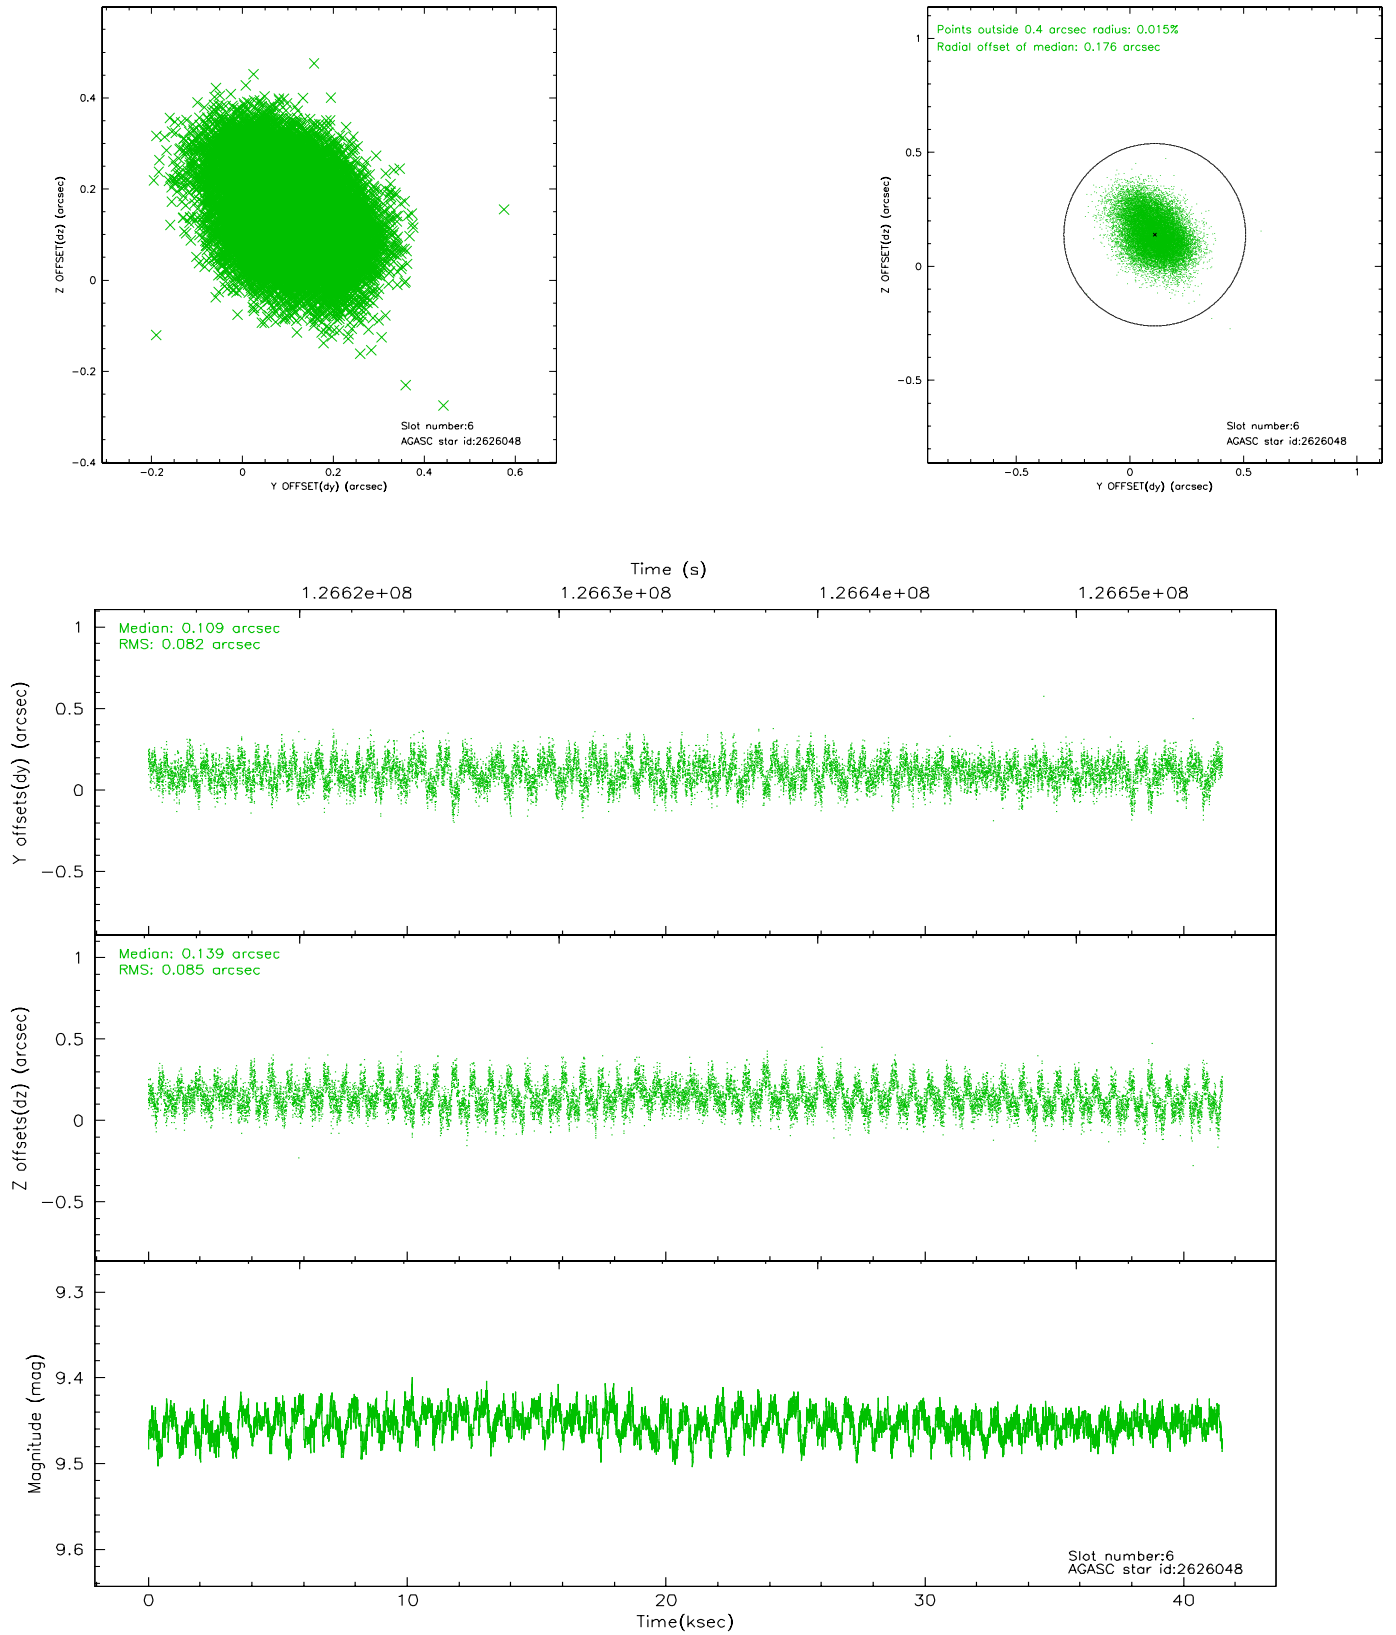 0.4
0.2
0
−0.2
−0.4
Z OFFSET(dz) (arcsec)
−0.2 0 0.2 0.4 0.6
Y OFFSET(dy) (arcsec)
Slot number:6
AGASC star id:2626048
Points outside 0.4 arcsec radius: 0.015%
Radial offset of median: 0.176 arcsec
1
0.5
0
−0.5
Z OFFSET(dz) (arcsec)
−0.5 0 0.5 1
Y OFFSET(dy) (arcsec)
Slot number:6
AGASC star id:2626048
Time (s)
1.2662e+08 1.2663e+08 1.2664e+08 1.2665e+08
Median: 0.109 arcsec
RMS: 0.082 arcsec
1
0.5
0
−0.5
Y offsets(dy) (arcsec)
Median: 0.139 arcsec
RMS: 0.085 arcsec
1
0.5
0
−0.5
Z offsets(dz) (arcsec)
9.3
9.4
9.5
9.6
Magnitude (mag)
Slot number:6
AGASC star id:2626048
0 10 20 30 40
Time(ksec)